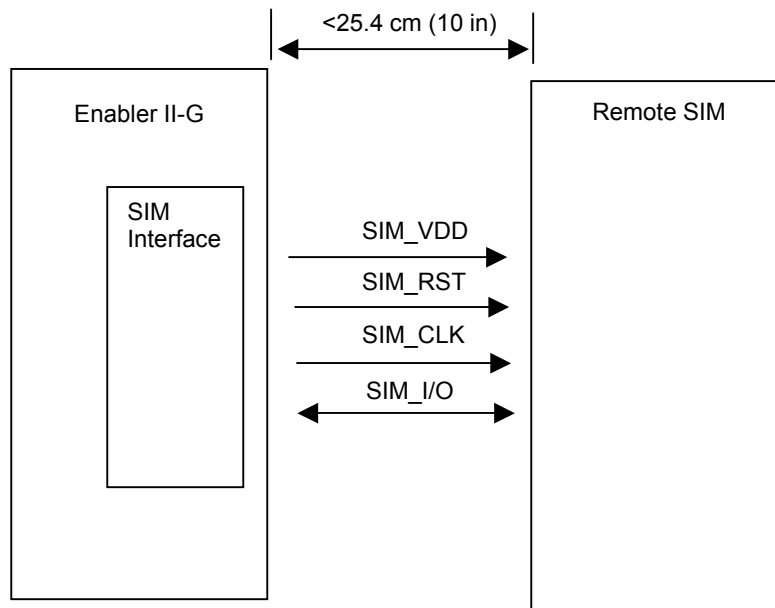 <25.4 cm (10 in)
Enabler II-G
Remote SIM
SIM
Interface
SIM_VDD
SIM_RST
SIM_CLK
SIM_I/O